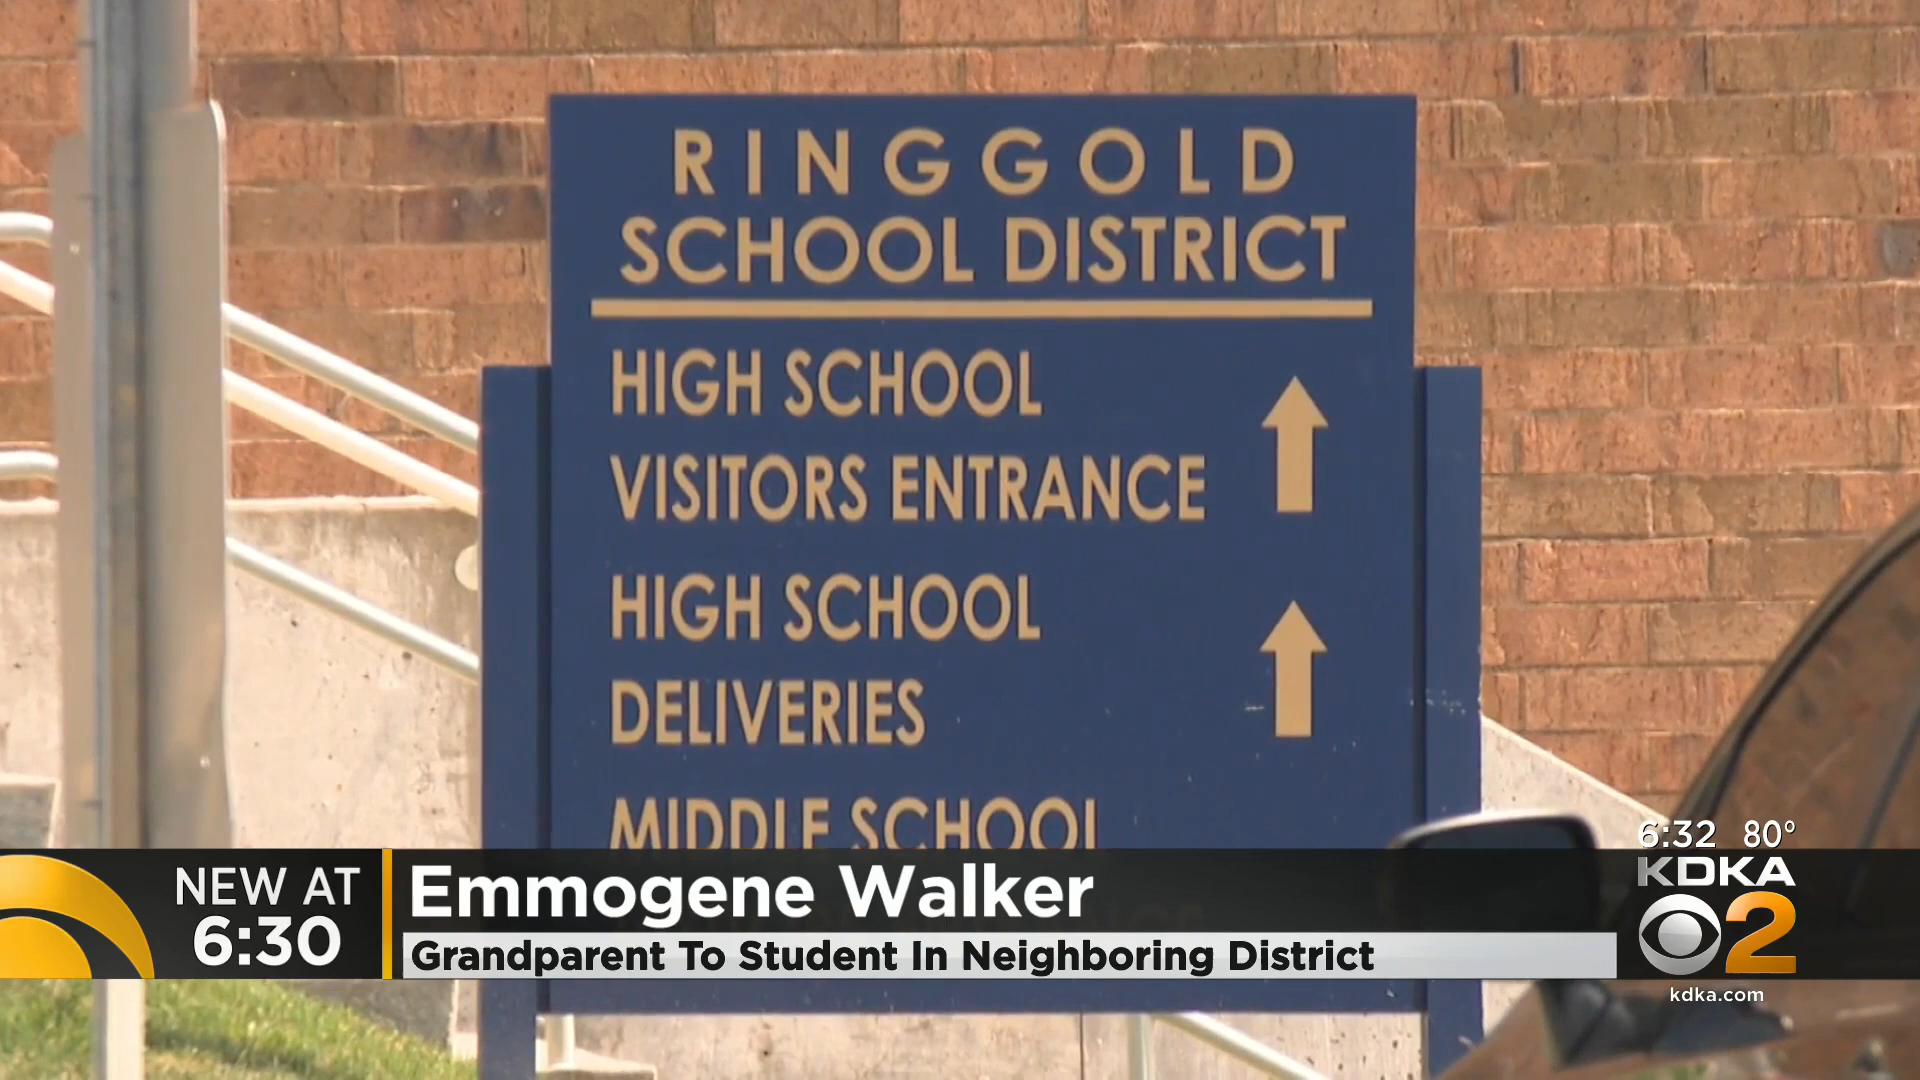 RINGGOLD
SCHOOL DISTRICT
HIGH SCHOOL
VISITORS ENTRANCE
HIGH SCHOOL
DELIVERIES
MIDDLE SCHOOL
6:32 80°
KDKA
2
kdka.com
NEW AT
6:30
Emmogene Walker
Grandparent To Student In Neighboring District